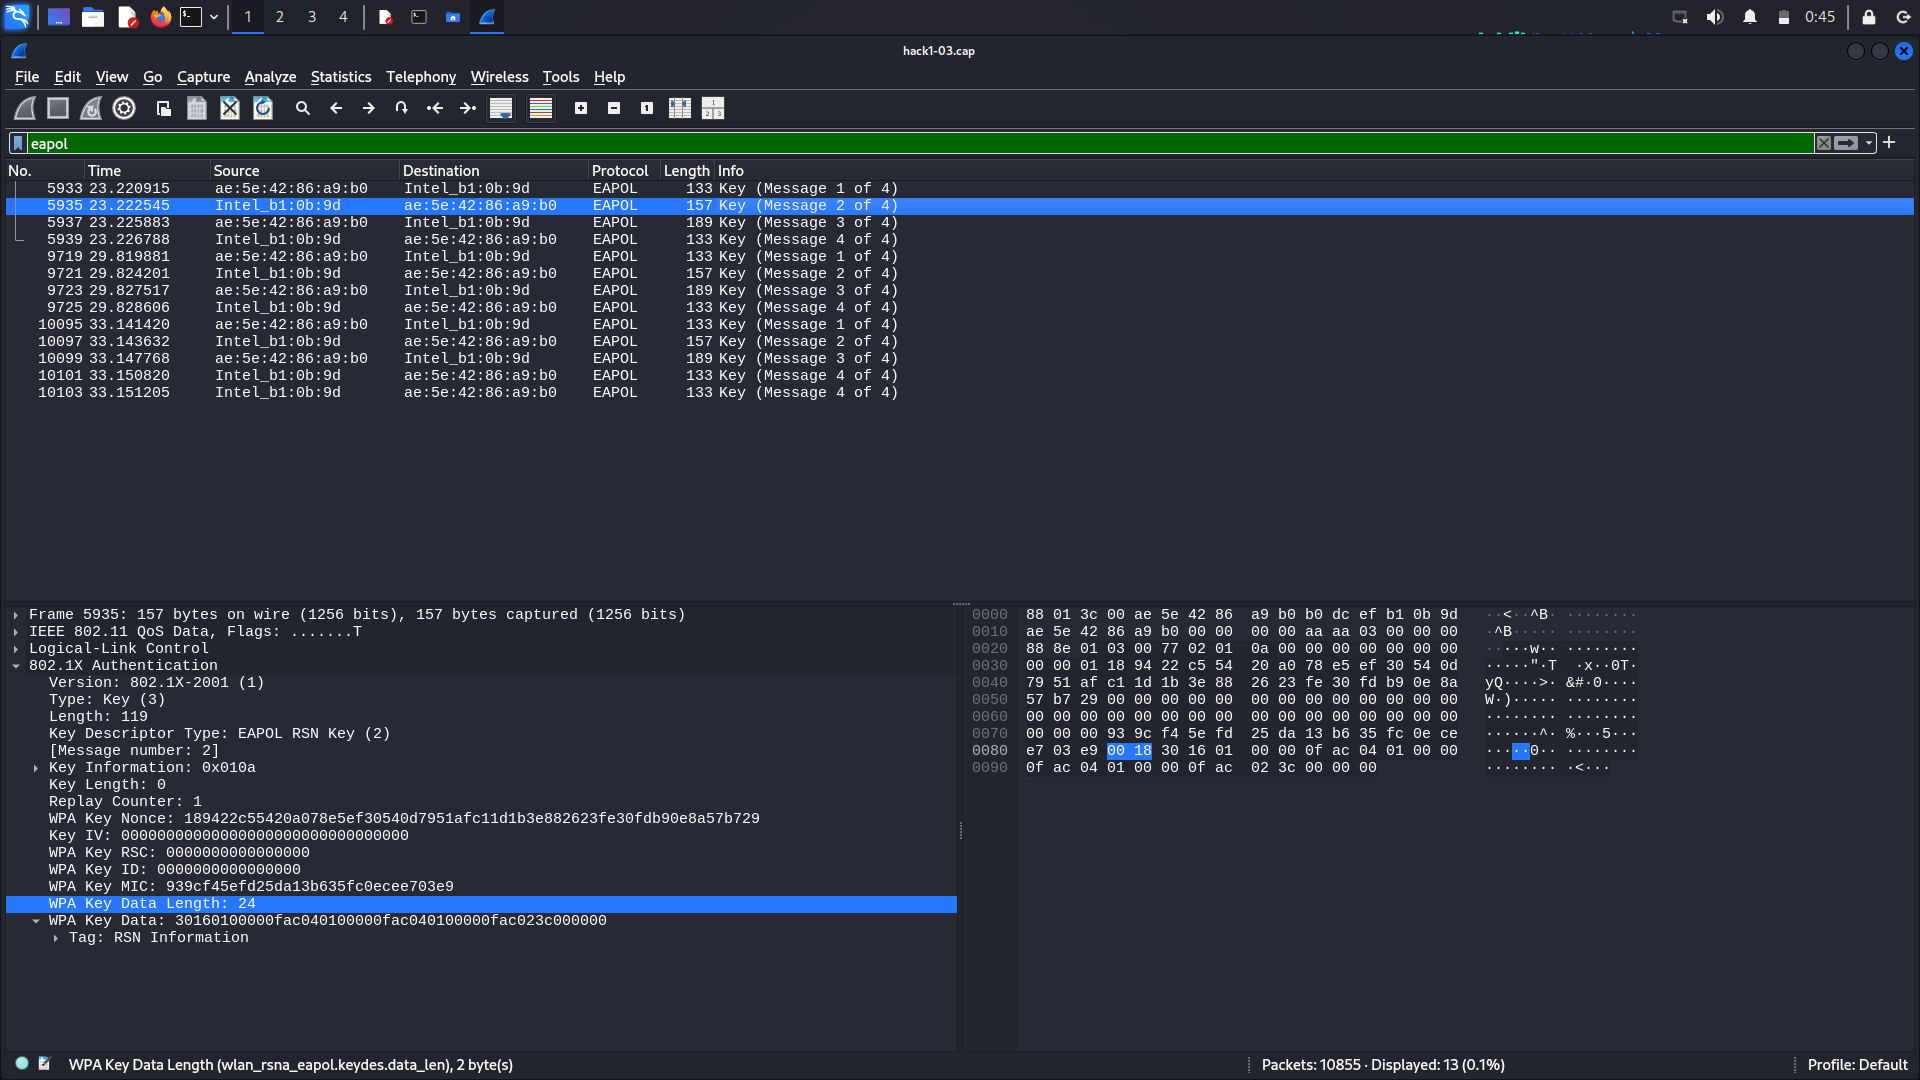 1 2 3 4 0:45
hack1-03.cap
File Edit View Go Capture Analyze Statistics Telephony Wireless Tools Help
eapol
No. Time Source Destination Protocol Length Info
5933 23.220915 ae:5e:42:86:a9:b0 Intel_b1:0b:9d EAPOL 133 Key (Message 1 of 4)
5935 23.222545 Intel_b1:0b:9d ae:5e:42:86:a9:b0 EAPOL 157 Key (Message 2 of 4)
5937 23.225883 ae:5e:42:86:a9:b0 Intel_b1:0b:9d EAPOL 189 Key (Message 3 of 4)
5939 23.226788 Intel_b1:0b:9d ae:5e:42:86:a9:b0 EAPOL 133 Key (Message 4 of 4)
9719 29.819881 ae:5e:42:86:a9:b0 Intel_b1:0b:9d EAPOL 133 Key (Message 1 of 4)
9721 29.824201 Intel_b1:0b:9d ae:5e:42:86:a9:b0 EAPOL 157 Key (Message 2 of 4)
9723 29.827517 ae:5e:42:86:a9:b0 Intel_b1:0b:9d EAPOL 189 Key (Message 3 of 4)
9725 29.828606 Intel_b1:0b:9d ae:5e:42:86:a9:b0 EAPOL 133 Key (Message 4 of 4)
10095 33.141420 ae:5e:42:86:a9:b0 Intel_b1:0b:9d EAPOL 133 Key (Message 1 of 4)
10097 33.143632 Intel_b1:0b:9d ae:5e:42:86:a9:b0 EAPOL 157 Key (Message 2 of 4)
10099 33.147768 ae:5e:42:86:a9:b0 Intel_b1:0b:9d EAPOL 189 Key (Message 3 of 4)
10101 33.150820 Intel_b1:0b:9d ae:5e:42:86:a9:b0 EAPOL 133 Key (Message 4 of 4)
10103 33.151205 Intel_b1:0b:9d ae:5e:42:86:a9:b0 EAPOL 133 Key (Message 4 of 4)
Frame 5935: 157 bytes on wire (1256 bits), 157 bytes captured (1256 bits)
IEEE 802.11 QoS Data, Flags: .......T
Logical-Link Control
802.1X Authentication
Version: 802.1X-2001 (1)
Type: Key (3)
Length: 119
Key Descriptor Type: EAPOL RSN Key (2)
[Message number: 2]
Key Information: 0x010a
Key Length: 0
Replay Counter: 1
WPA Key Nonce: 189422c55420a078e5ef30540d7951afc11d1b3e882623fe30fdb90e8a57b729
Key IV: 00000000000000000000000000000000
WPA Key RSC: 0000000000000000
WPA Key ID: 0000000000000000
WPA Key MIC: 939cf45efd25da13b635fc0ecee703e9
WPA Key Data Length: 24
WPA Key Data: 30160100000fac040100000fac040100000fac023c000000
Tag: RSN Information
0000 88 01 3c 00 ae 5e 42 86 a9 b0 b0 dc ef b1 0b 9d ··<··^B· ········
0010 ae 5e 42 86 a9 b0 00 00 00 00 aa aa 03 00 00 00 ·^B····· ········
0020 88 8e 01 03 00 77 02 01 0a 00 00 00 00 00 00 00 ·····w·· ········
0030 00 00 01 18 94 22 c5 54 20 a0 78 e5 ef 30 54 0d ·····"·T ·x··0T·
0040 79 51 af c1 1d 1b 3e 88 26 23 fe 30 fd b9 0e 8a yQ····>· &#·0····
0050 57 b7 29 00 00 00 00 00 00 00 00 00 00 00 00 00 W·)····· ········
0060 00 00 00 00 00 00 00 00 00 00 00 00 00 00 00 00 ········ ········
0070 00 00 00 93 9c f4 5e fd 25 da 13 b6 35 fc 0e ce ······^· %···5···
0080 e7 03 e9 00 18 30 16 01 00 00 0f ac 04 01 00 00 ·····0·· ········
0090 0f ac 04 01 00 00 0f ac 02 3c 00 00 00 ········ ·<···
WPA Key Data Length (wlan_rsna_eapol.keydes.data_len), 2 byte(s)
Packets: 10855 · Displayed: 13 (0.1%)
Profile: Default